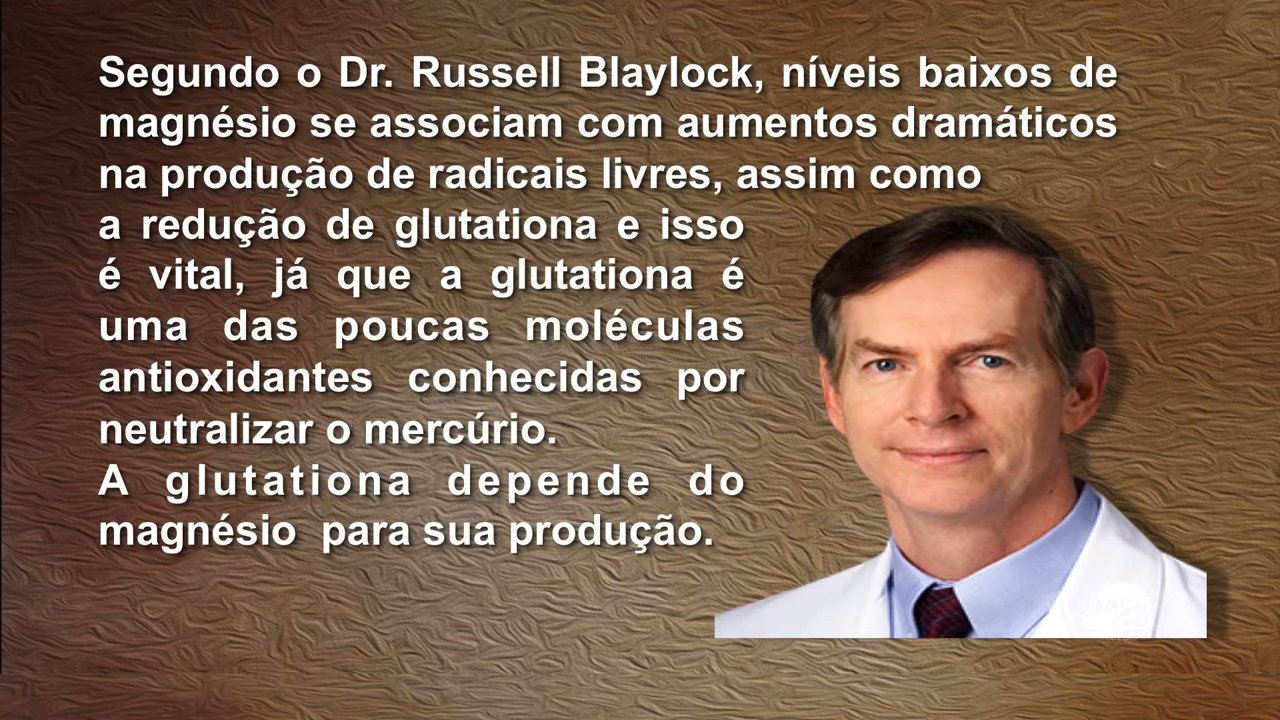 Segundo o Dr. Russell Blaylock, níveis baixos de
magnésio se associam com aumentos dramáticos
na produção de radicais livres, assim como
a redução de glutationa e isso
é vital, já que a glutationa é
uma das poucas moléculas
antioxidantes conhecidas por
neutralizar o mercúrio.
A glutationa depende do
magnésio para sua produção.